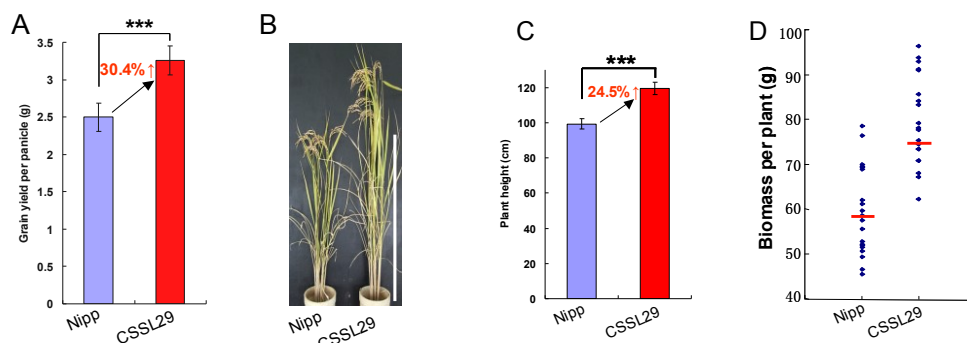 A
***
30.4%↑
Grain yield per panicle (g)
3.5
3
2.5
2
1.5
1
0.5
0
Nipp
CSSL29
B
Nipp
CSSL29
C
***
24.5%↑
Plant height (cm)
140
120
100
80
60
40
20
0
Nipp
CSSL29
D
Biomass per plant (g)
100
90
80
70
60
50
40
Nipp
CSSL29